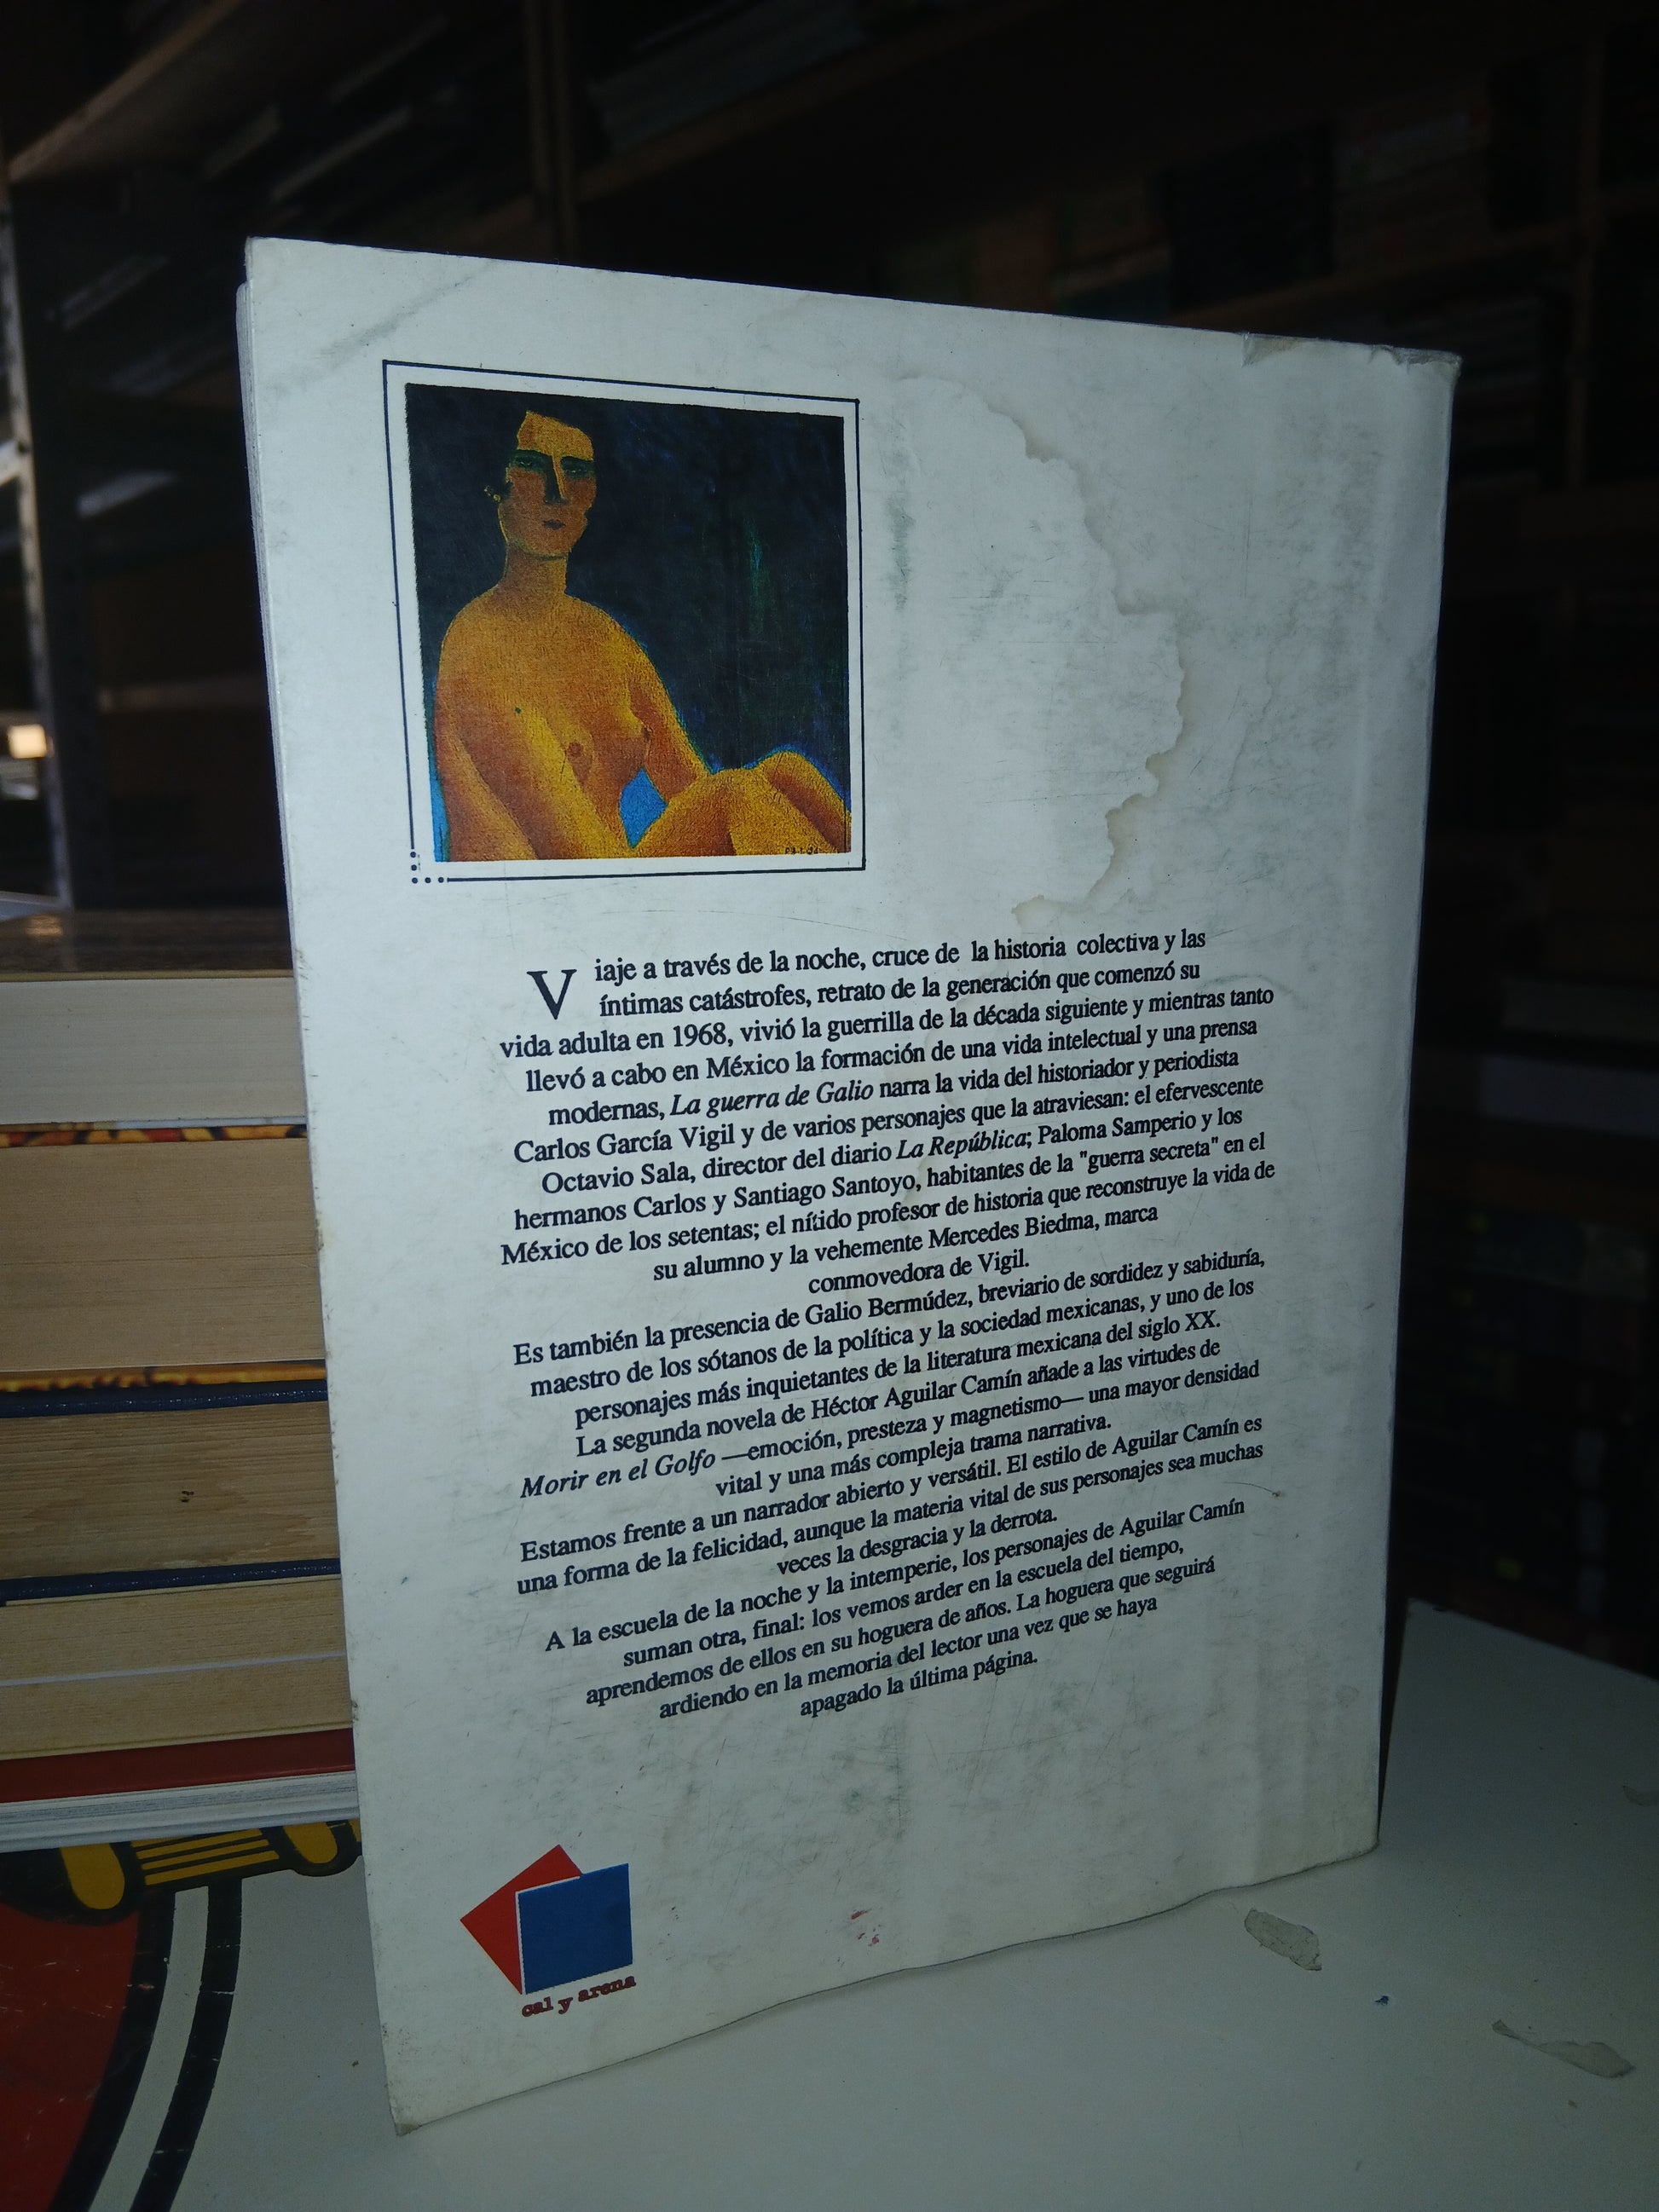 Viaje a través de la noche, cruce de la historia colectiva y las
íntimas catástrofes, retrato de la generación que comenzó su
vida adulta en 1968, vivió la guerrilla de la década siguiente y mientras tanto
llevó a cabo en México la formación de una vida intelectual y una prensa
modernas, La guerra de Galio narra la vida del historiador y periodista
Carlos García Vigil y de varios personajes que la atraviesan: el efervescente
Octavio Sala, director del diario La República; Paloma Samperio y los
hermanos Carlos y Santiago Santoyo, habitantes de la "guerra secreta" en el
México de los setentas; el nítido profesor de historia que reconstruye la vida de
su alumno y la vehemente Mercedes Biedma, marca
conmovedora de Vigil.
Es también la presencia de Galio Bermúdez, breviario de sordidez y sabiduría,
maestro de los sótanos de la política y la sociedad mexicanas, y uno de los
personajes más inquietantes de la literatura mexicana del siglo XX.
La segunda novela de Héctor Aguilar Camín añade a las virtudes de
Morir en el Golfo —emoción, presteza y magnetismo— una mayor densidad
vital y una más compleja trama narrativa.
Estamos frente a un narrador abierto y versátil. El estilo de Aguilar Camín es
una forma de la felicidad, aunque la materia vital de sus personajes sea muchas
veces la desgracia y la derrota.
A la escuela de la noche y la intemperie, los personajes de Aguilar Camín
suman otra, final: los vemos arder en la escuela del tiempo,
aprendemos de ellos en su hoguera de años. La hoguera que seguirá
ardiendo en la memoria del lector una vez que se haya
apagado la última página.
cal y arena